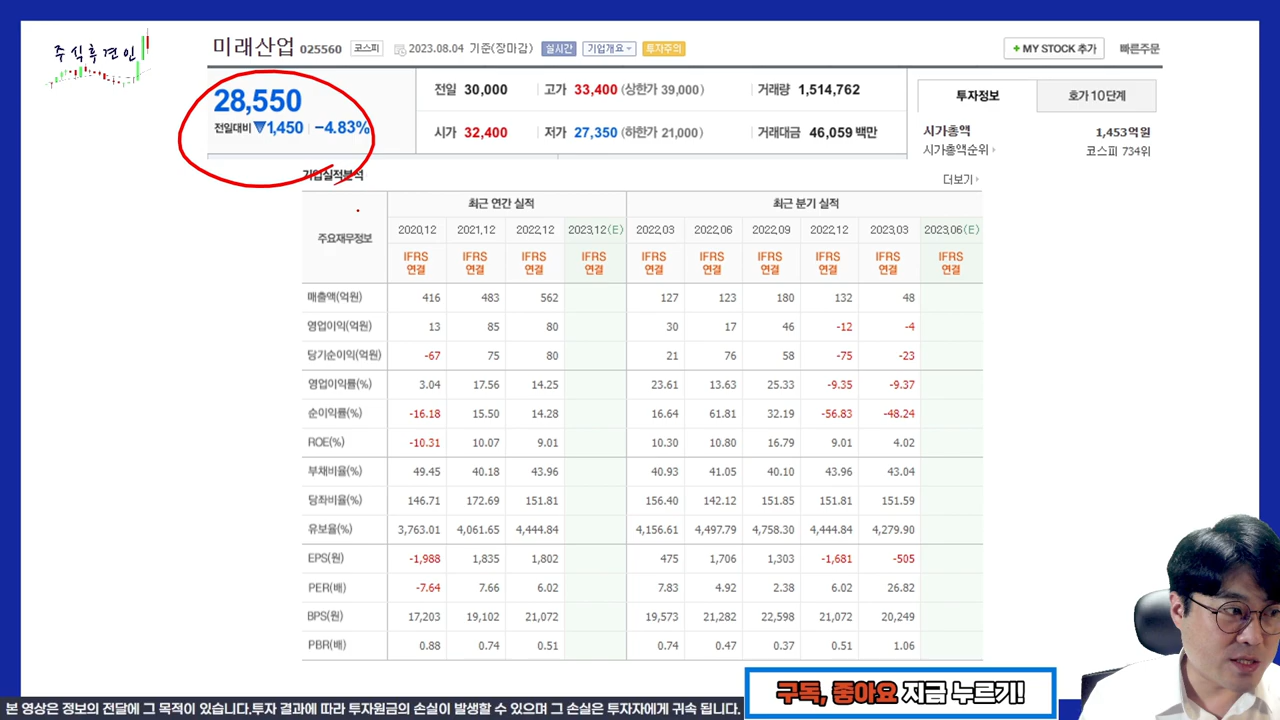 주식후견인
미래산업 025560 코스피 2023.08.04 기준(장마감) 실시간 기업개요 투자주의
+ MY STOCK 추가 빠른주문
28,550
전일대비 ▼1,450 -4.83%
전일 30,000 고가 33,400 (상한가 39,000) 거래량 1,514,762
시가 32,400 저가 27,350 (하한가 21,000) 거래대금 46,059 백만
투자정보 호가 10단계
시가총액 1,453억원
시가총액순위 코스피 734위
기업실적분석 더보기
주요재무정보 최근 연간 실적 최근 분기 실적
2020.12 2021.12 2022.12 2023.12(E) 2022.03 2022.06 2022.09 2022.12 2023.03 2023.06(E)
IFRS IFRS IFRS IFRS IFRS IFRS IFRS IFRS IFRS IFRS
연결 연결 연결 연결 연결 연결 연결 연결 연결 연결
매출액(억원) 416 483 562 127 123 180 132 48
영업이익(억원) 13 85 80 30 17 46 -12 -4
당기순이익(억원) -67 75 80 21 76 58 -75 -23
영업이익률(%) 3.04 17.56 14.25 23.61 13.63 25.33 -9.35 -9.37
순이익률(%) -16.18 15.50 14.28 16.64 61.81 32.19 -56.83 -48.24
ROE(%) -10.31 10.07 9.01 10.30 10.80 16.79 9.01 4.02
부채비율(%) 49.45 40.18 43.96 40.93 41.05 40.10 43.96 43.04
당좌비율(%) 146.71 172.69 151.81 156.40 142.12 151.85 151.81 151.59
유보율(%) 3,763.01 4,061.65 4,444.84 4,156.61 4,497.79 4,758.30 4,444.84 4,279.90
EPS(원) -1,988 1,835 1,802 475 1,706 1,303 -1,681 -505
PER(배) -7.64 7.66 6.02 7.83 4.92 2.38 6.02 26.82
BPS(원) 17,203 19,102 21,072 19,573 21,282 22,598 21,072 20,249
PBR(배) 0.88 0.74 0.51 0.74 0.47 0.37 0.51 1.06
구독, 좋아요 지금 누르기!
본 영상은 정보의 전달에 그 목적이 있습니다.투자 결과에 따라 투자원금의 손실이 발생할 수 있으며 그 손실은 투자자에게 귀속 됩니다.